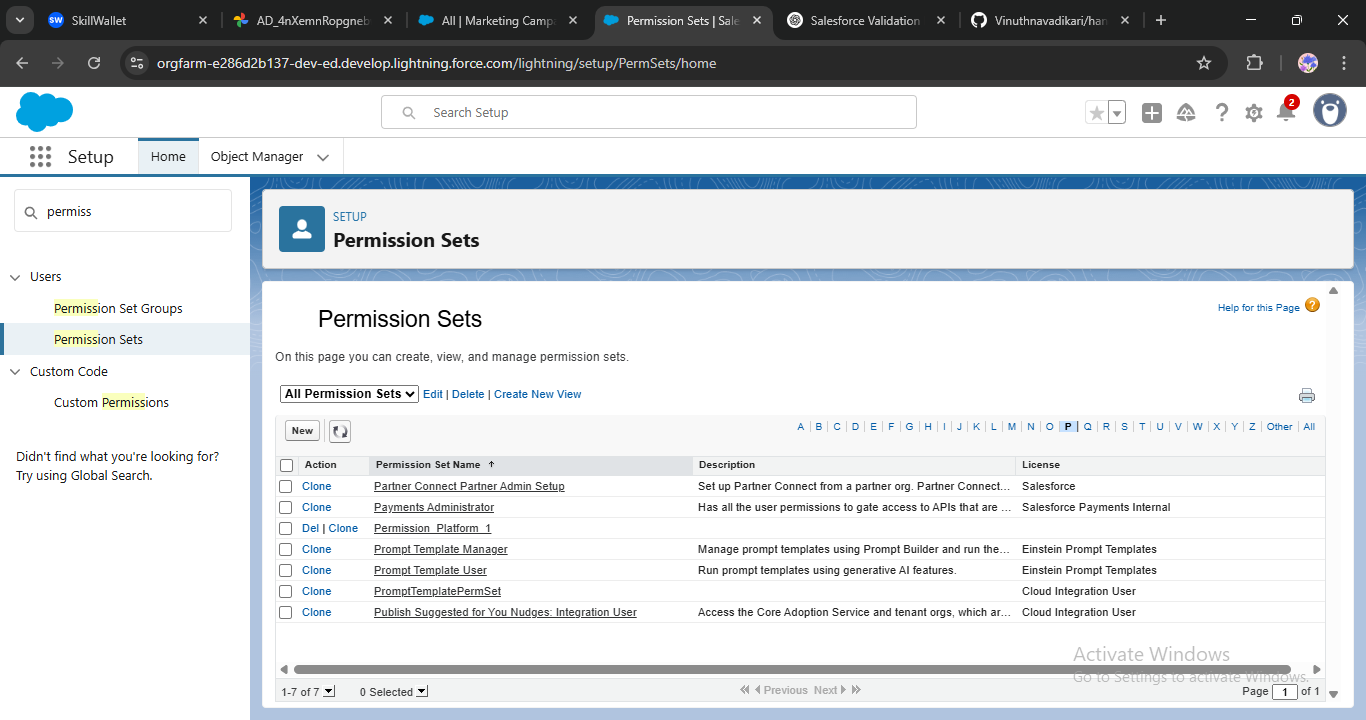 SkillWallet
AD_4nXemnRopgneb
All | Marketing Camp
Permission Sets | Sale
Salesforce Validation
Vinuthnavadikari/han
orgfarm-e286d2b137-dev-ed.develop.lightning.force.com/lightning/setup/PermSets/home
Search Setup
2
Setup
Home
Object Manager
permiss
Users
Permission Set Groups
Permission Sets
Custom Code
Custom Permissions
Didn't find what you're looking for?
Try using Global Search.
SETUP
Permission Sets
Permission Sets
Help for this Page
On this page you can create, view, and manage permission sets.
All Permission Sets Edit | Delete | Create New View
New
A | B | C | D | E | F | G | H | I | J | K | L | M | N | O | P | Q | R | S | T | U | V | W | X | Y | Z | Other | All
Action Permission Set Name ↑ Description License
Clone Partner Connect Partner Admin Setup Set up Partner Connect from a partner org. Partner Connect... Salesforce
Clone Payments Administrator Has all the user permissions to gate access to APIs that are ... Salesforce Payments Internal
Del | Clone Permission_Platform_1
Clone Prompt Template Manager Manage prompt templates using Prompt Builder and run the... Einstein Prompt Templates
Clone Prompt Template User Run prompt templates using generative AI features. Einstein Prompt Templates
Clone PromptTemplatePermSet Cloud Integration User
Clone Publish Suggested for You Nudges: Integration User Access the Core Adoption Service and tenant orgs, which ar... Cloud Integration User
Activate Windows
Go to Settings to activate Windows.
1-7 of 7 0 Selected Previous Next Page 1 of 1